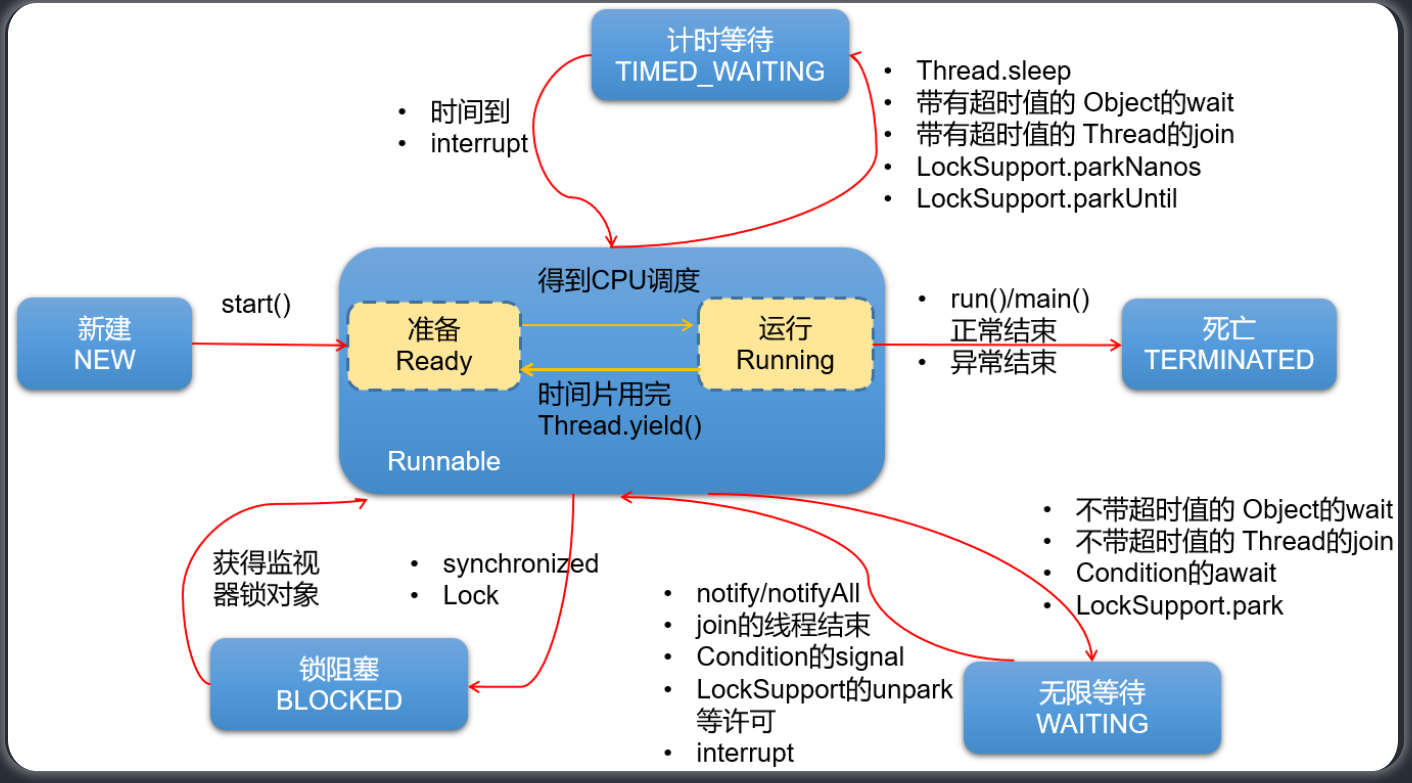 计时等待
TIMED_WAITING
• 时间到
• interrupt
• Thread.sleep
• 带有超时值的 Object的wait
• 带有超时值的 Thread的join
• LockSupport.parkNanos
• LockSupport.parkUntil
新建
NEW
start()
得到CPU调度
准备
Ready
运行
Running
时间片用完
Thread.yield()
Runnable
• run()/main()
正常结束
• 异常结束
死亡
TERMINATED
获得监视
器锁对象
• synchronized
• Lock
锁阻塞
BLOCKED
• notify/notifyAll
• join的线程结束
• Condition的signal
• LockSupport的unpark
等许可
• interrupt
• 不带超时值的 Object的wait
• 不带超时值的 Thread的join
• Condition的await
• LockSupport.park
无限等待
WAITING